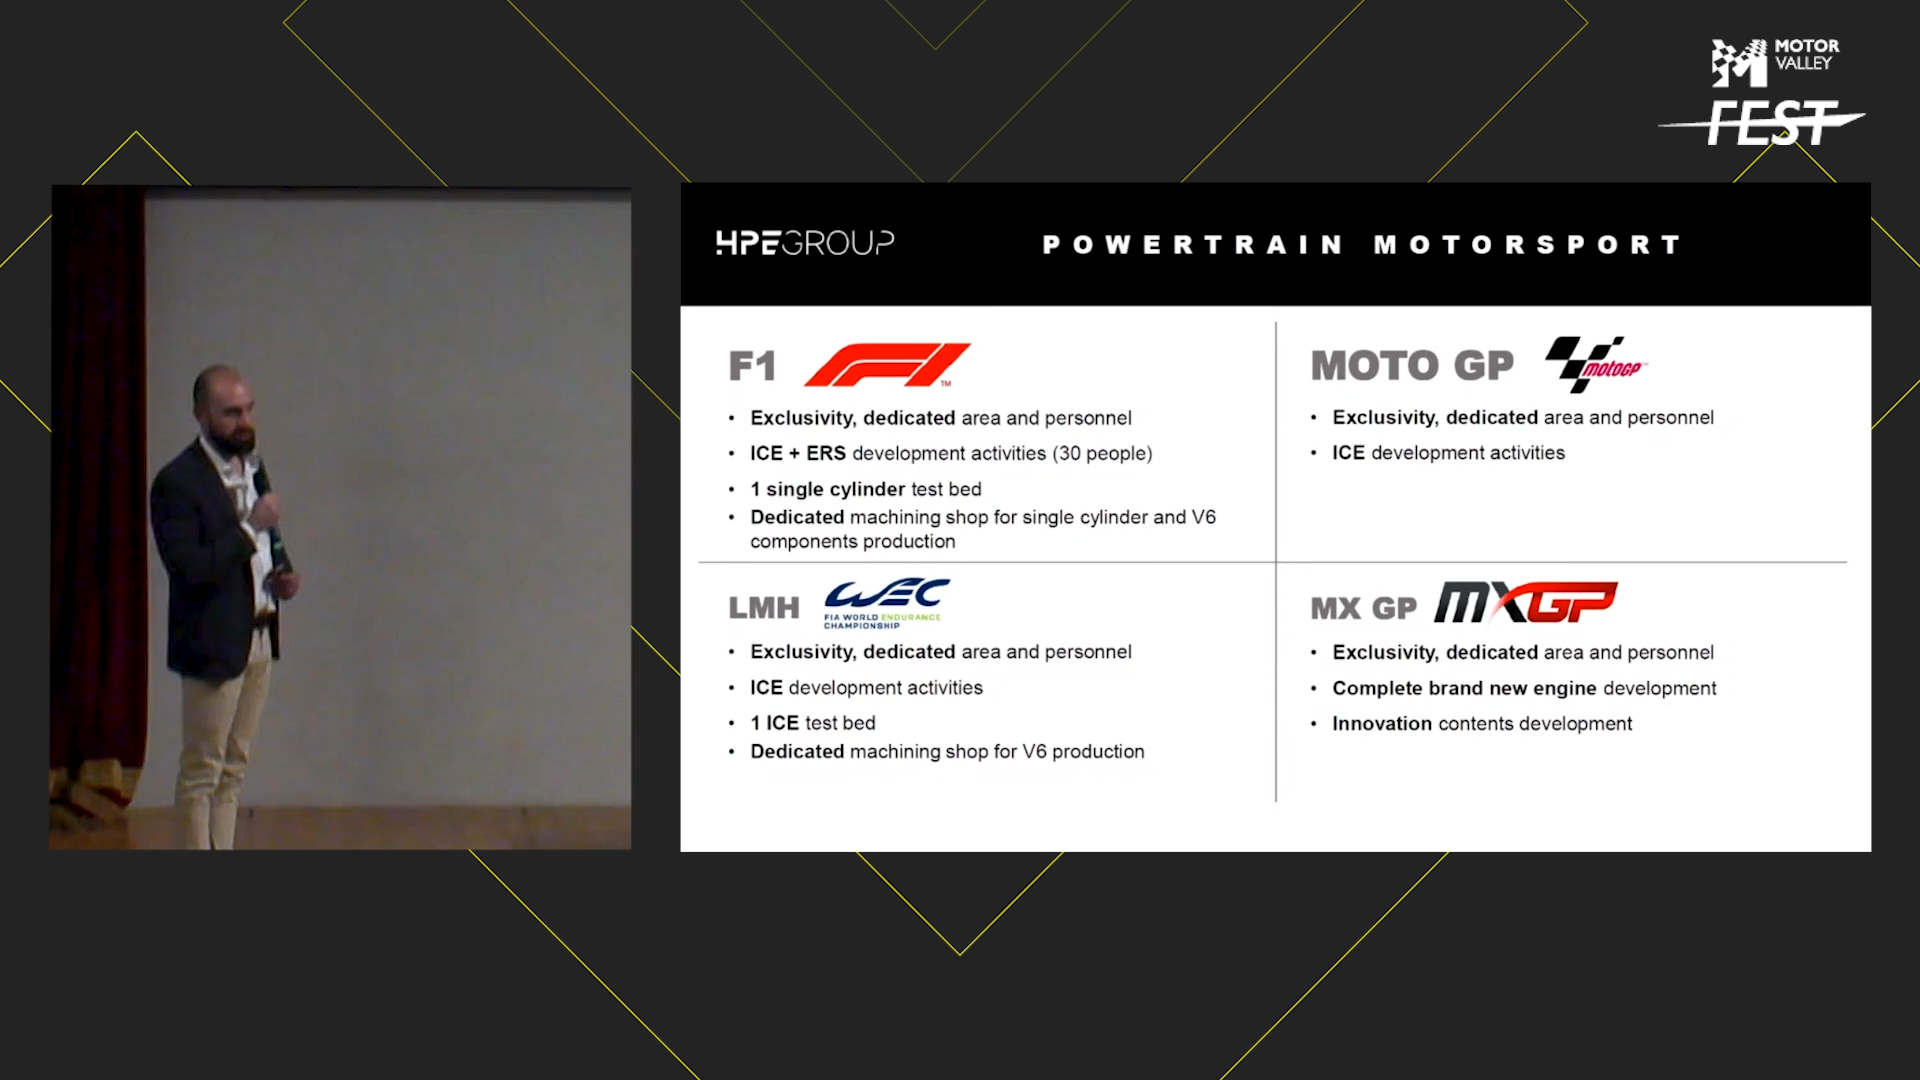 MOTOR
VALLEY
FEST
HPEGROUP
POWERTRAIN MOTORSPORT
F1
F1
TM
• Exclusivity, dedicated area and personnel
• ICE + ERS development activities (30 people)
• 1 single cylinder test bed
• Dedicated machining shop for single cylinder and V6
components production
MOTO GP
motoGP
• Exclusivity, dedicated area and personnel
• ICE development activities
LMH
WEC
FIA WORLD ENDURANCE
CHAMPIONSHIP
• Exclusivity, dedicated area and personnel
• ICE development activities
• 1 ICE test bed
• Dedicated machining shop for V6 production
MX GP
MXGP
• Exclusivity, dedicated area and personnel
• Complete brand new engine development
• Innovation contents development